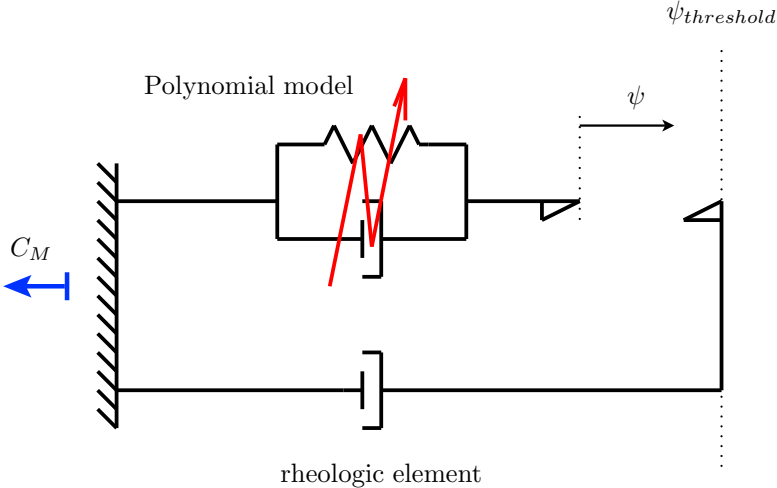 ψ_threshold
Polynomial model
ψ
C_M
rheologic element